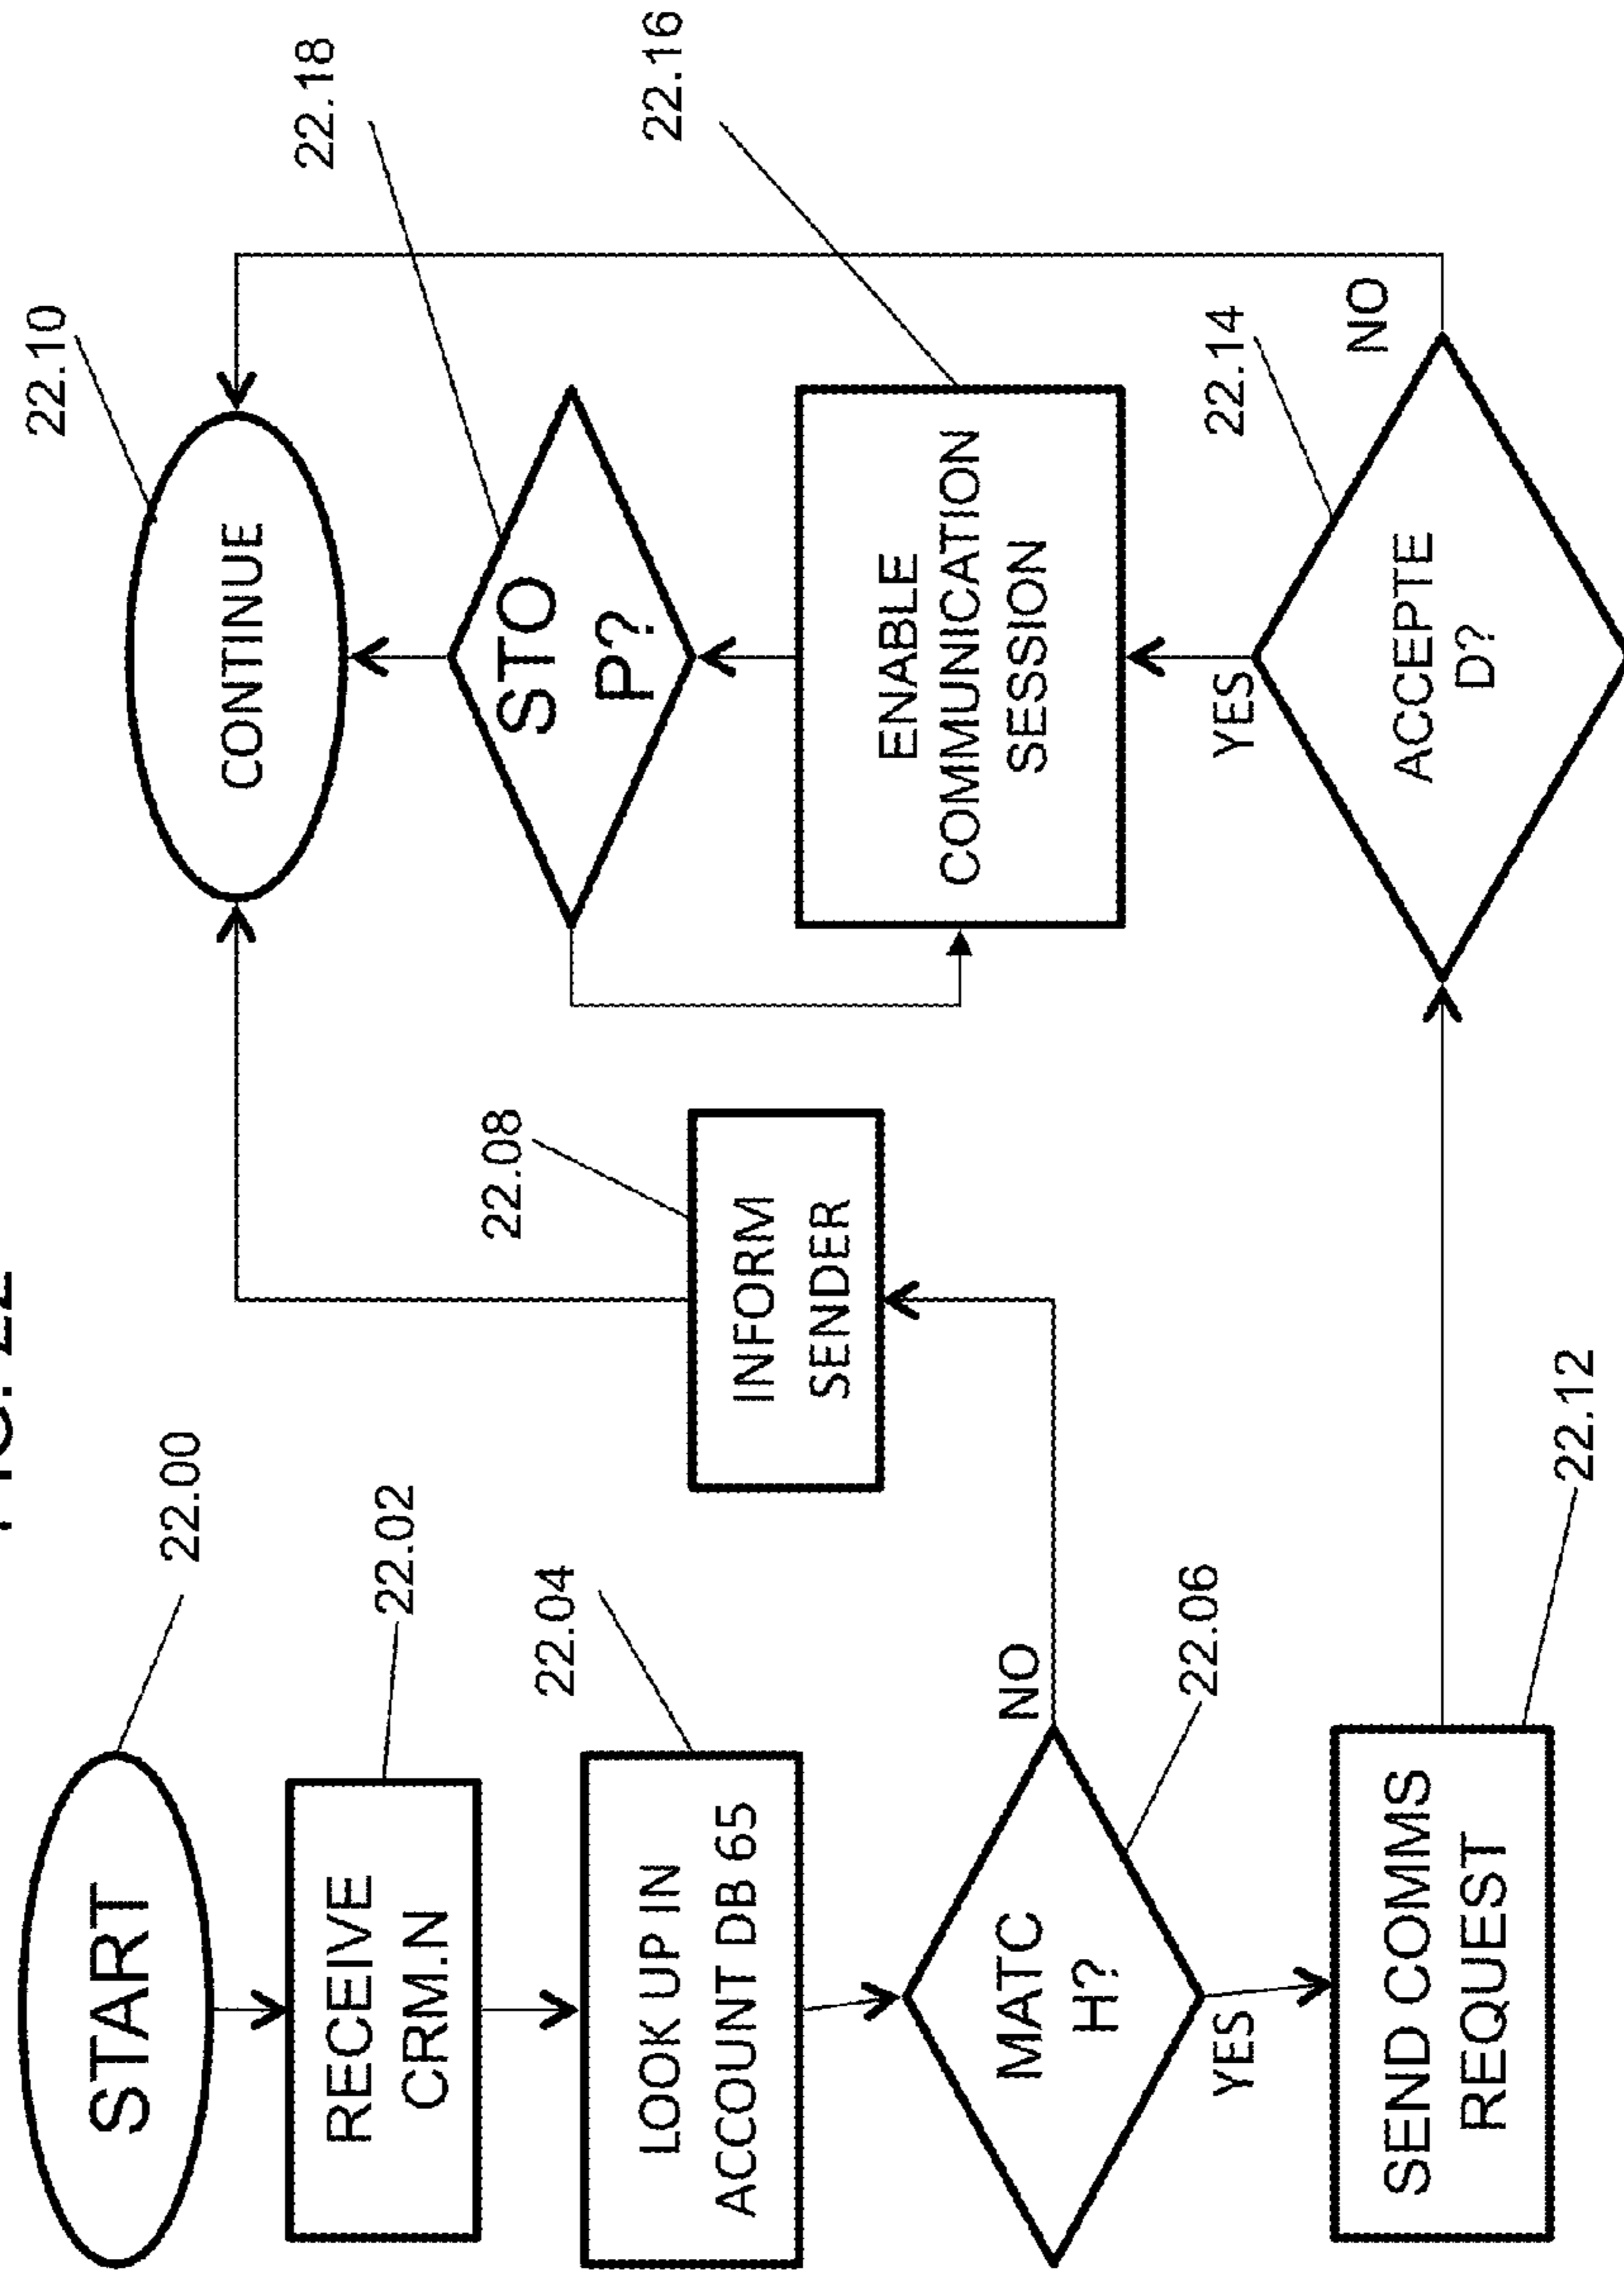 FIG. 22
START
22.00
RECEIVE
CRM.N
22.02
LOOK UP IN
ACCOUNT DB 65
22.04
MATC
H?
22.06
NO
YES
INFORM
SENDER
22.08
SEND COMMS
REQUEST
22.12
CONTINUE
22.10
STO
P?
22.18
ENABLE
COMMUNICATION
SESSION
22.16
YES
ACCEPTE
D?
22.14
NO